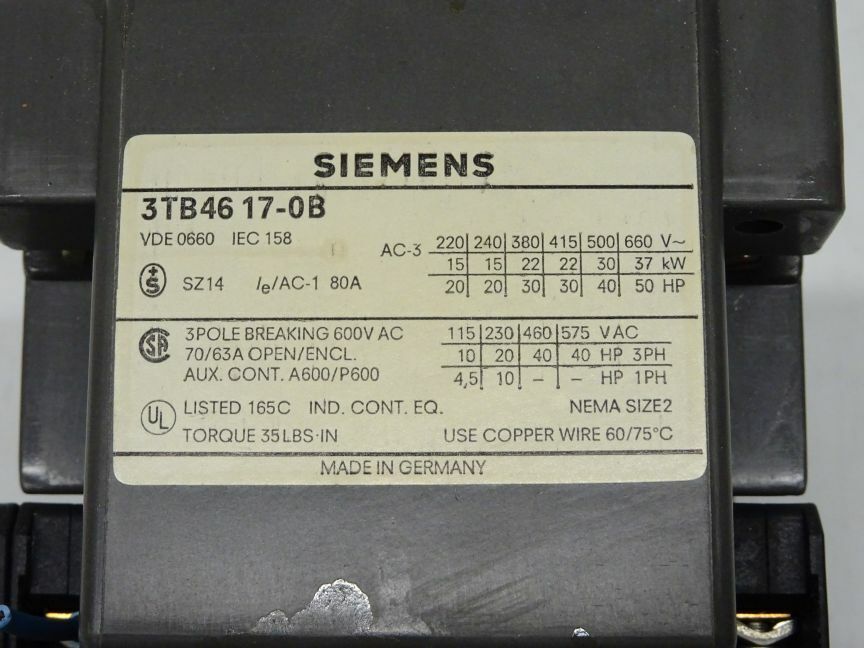 SIEMENS
3TB46 17-0B
VDE 0660 IEC 158
AC-3 220 240 380 415 500 660 V~
15 15 22 22 30 37 kW
SZ14 Ie/AC-1 80A 20 20 30 30 40 50 HP
3POLE BREAKING 600V AC 115 230 460 575 VAC
70/63A OPEN/ENCL. 10 20 40 40 HP 3PH
AUX. CONT. A600/P600 4,5 10 – – HP 1PH
UL LISTED 165C IND. CONT. EQ. NEMA SIZE2
TORQUE 35LBS·IN USE COPPER WIRE 60/75°C
MADE IN GERMANY